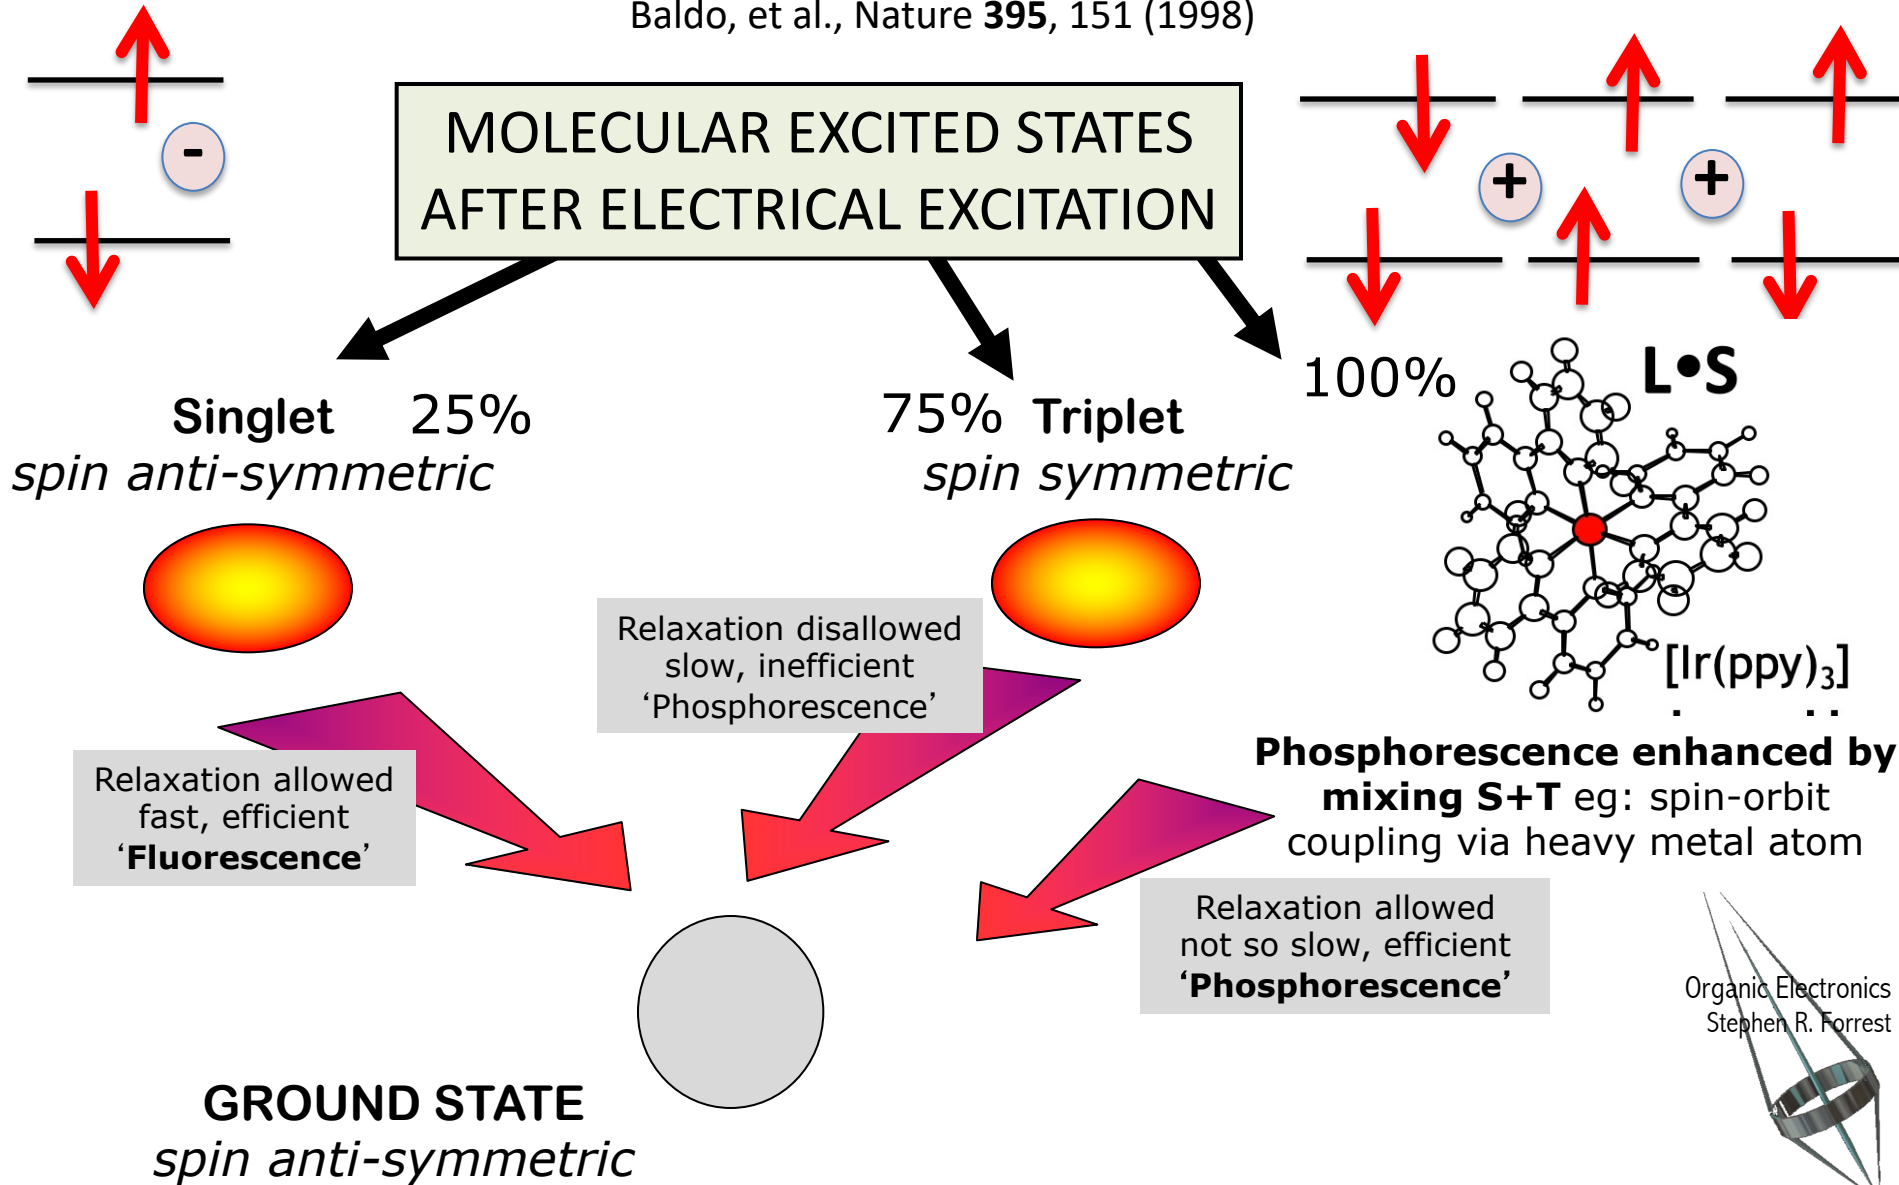 Baldo, et al., Nature 395, 151 (1998)
-
MOLECULAR EXCITED STATES
AFTER ELECTRICAL EXCITATION
+
+
Singlet 25%
spin anti-symmetric
75% Triplet
spin symmetric
100%
L•S
[Ir(ppy)₃]
Relaxation disallowed
slow, inefficient
‘Phosphorescence’
Relaxation allowed
fast, efficient
‘Fluorescence’
Phosphorescence enhanced by
mixing S+T eg: spin-orbit
coupling via heavy metal atom
Relaxation allowed
not so slow, efficient
‘Phosphorescence’
Organic Electronics
Stephen R. Forrest
GROUND STATE
spin anti-symmetric